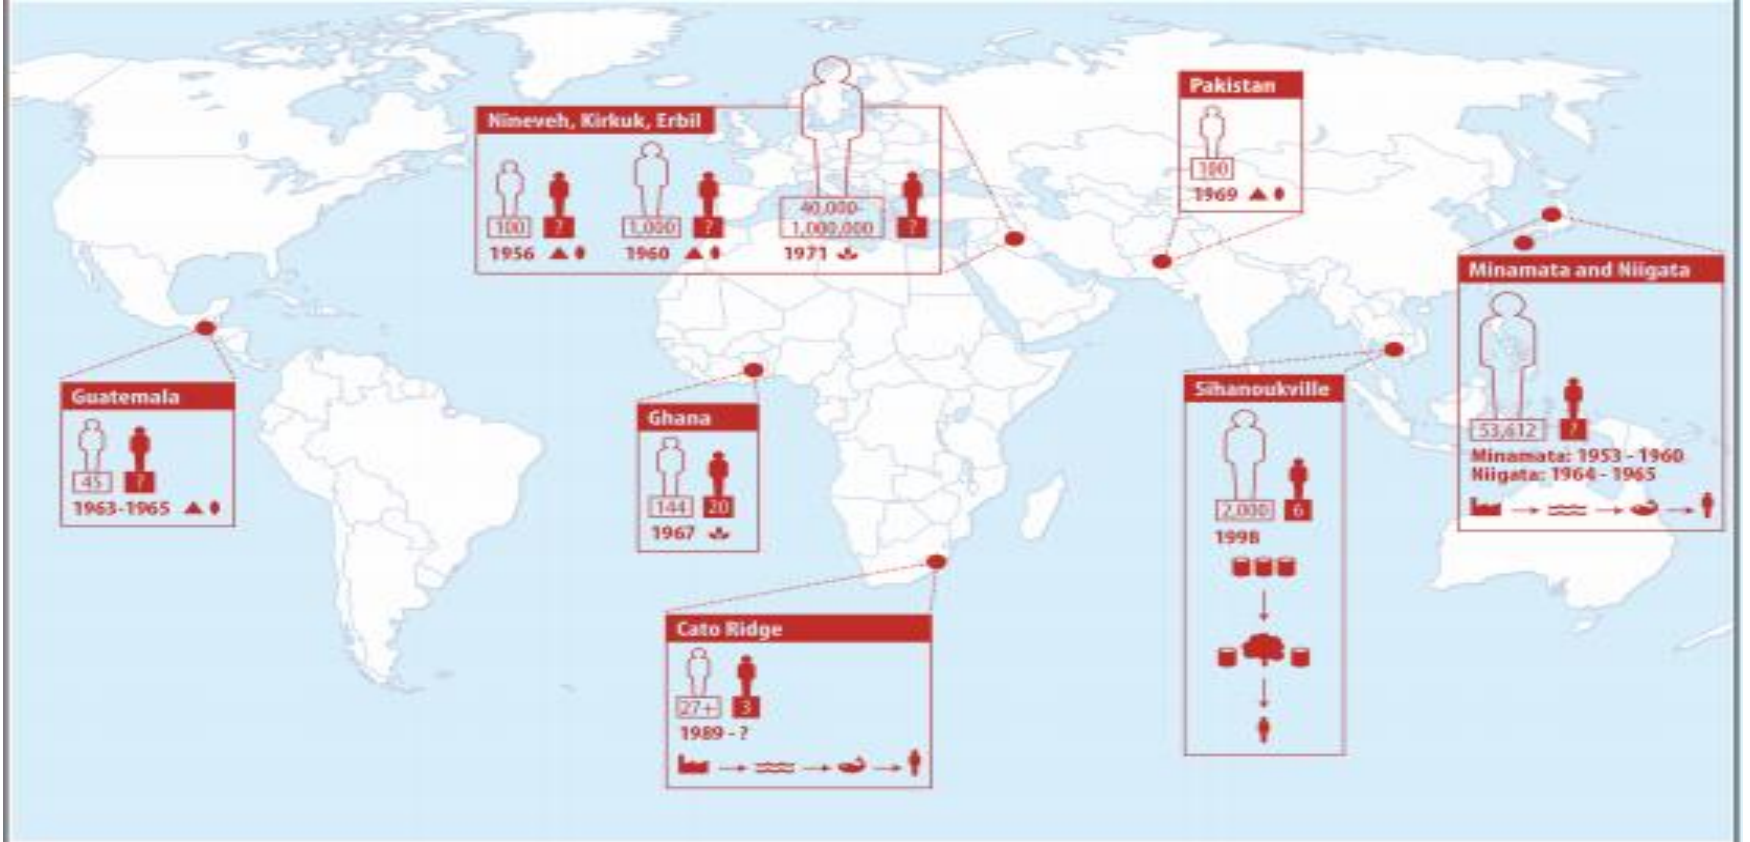 Nineveh, Kirkuk, Erbil
100 ? 1,000 ? 40,000-
1,000,000 ?
1956 1960 1971
Pakistan
100
1969
Minamata and Niigata
53,612 ?
Minamata: 1953 - 1960
Niigata: 1964 - 1965
Guatemala
45 ?
1963-1965
Ghana
144 20
1967
Sihanoukville
2,000 6
1998
Cato Ridge
27+ 3
1989 - ?